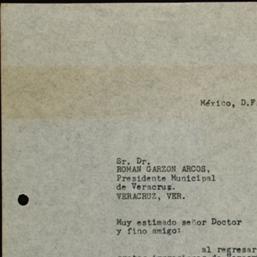 México, D.F
Sr. Dr.
ROMAN GARZON ARCOS,
Presidente Municipal
de Veracruz.
VERACRUZ, VER.
Muy estimado señor Doctor
y fino amigo:
al regresar